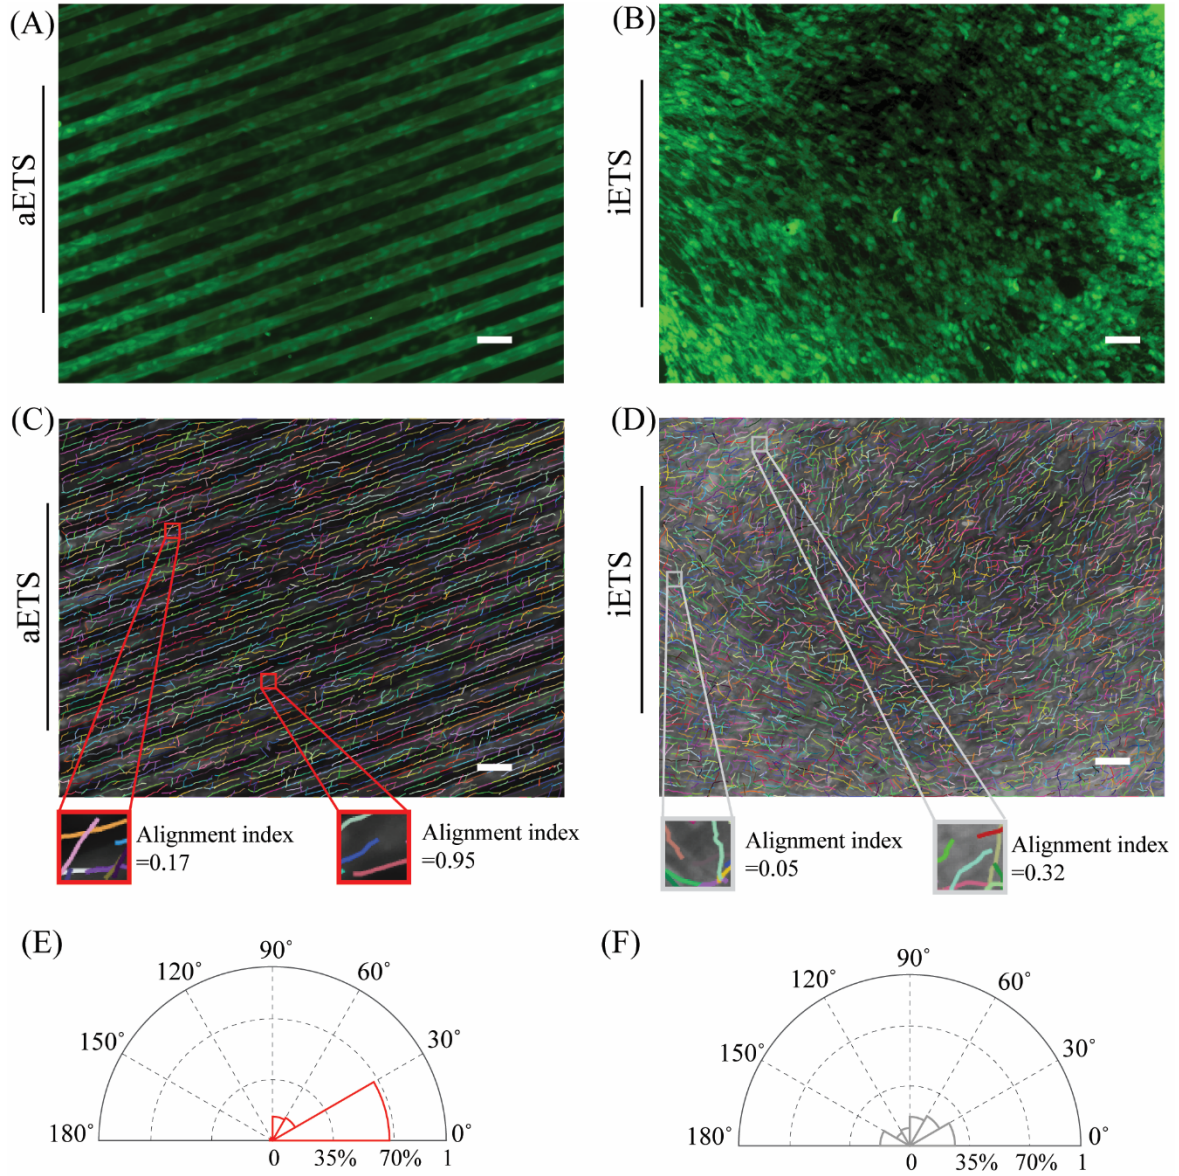 (A)
(B)
aETS
iETS
(C)
(D)
aETS
iETS
Alignment index
=0.17
Alignment index
=0.95
Alignment index
=0.05
Alignment index
=0.32
(E)
(F)
90°
120°
60°
150°
30°
180°
0°
0 35% 70% 1
90°
120°
60°
150°
30°
180°
0°
0 35% 70% 1